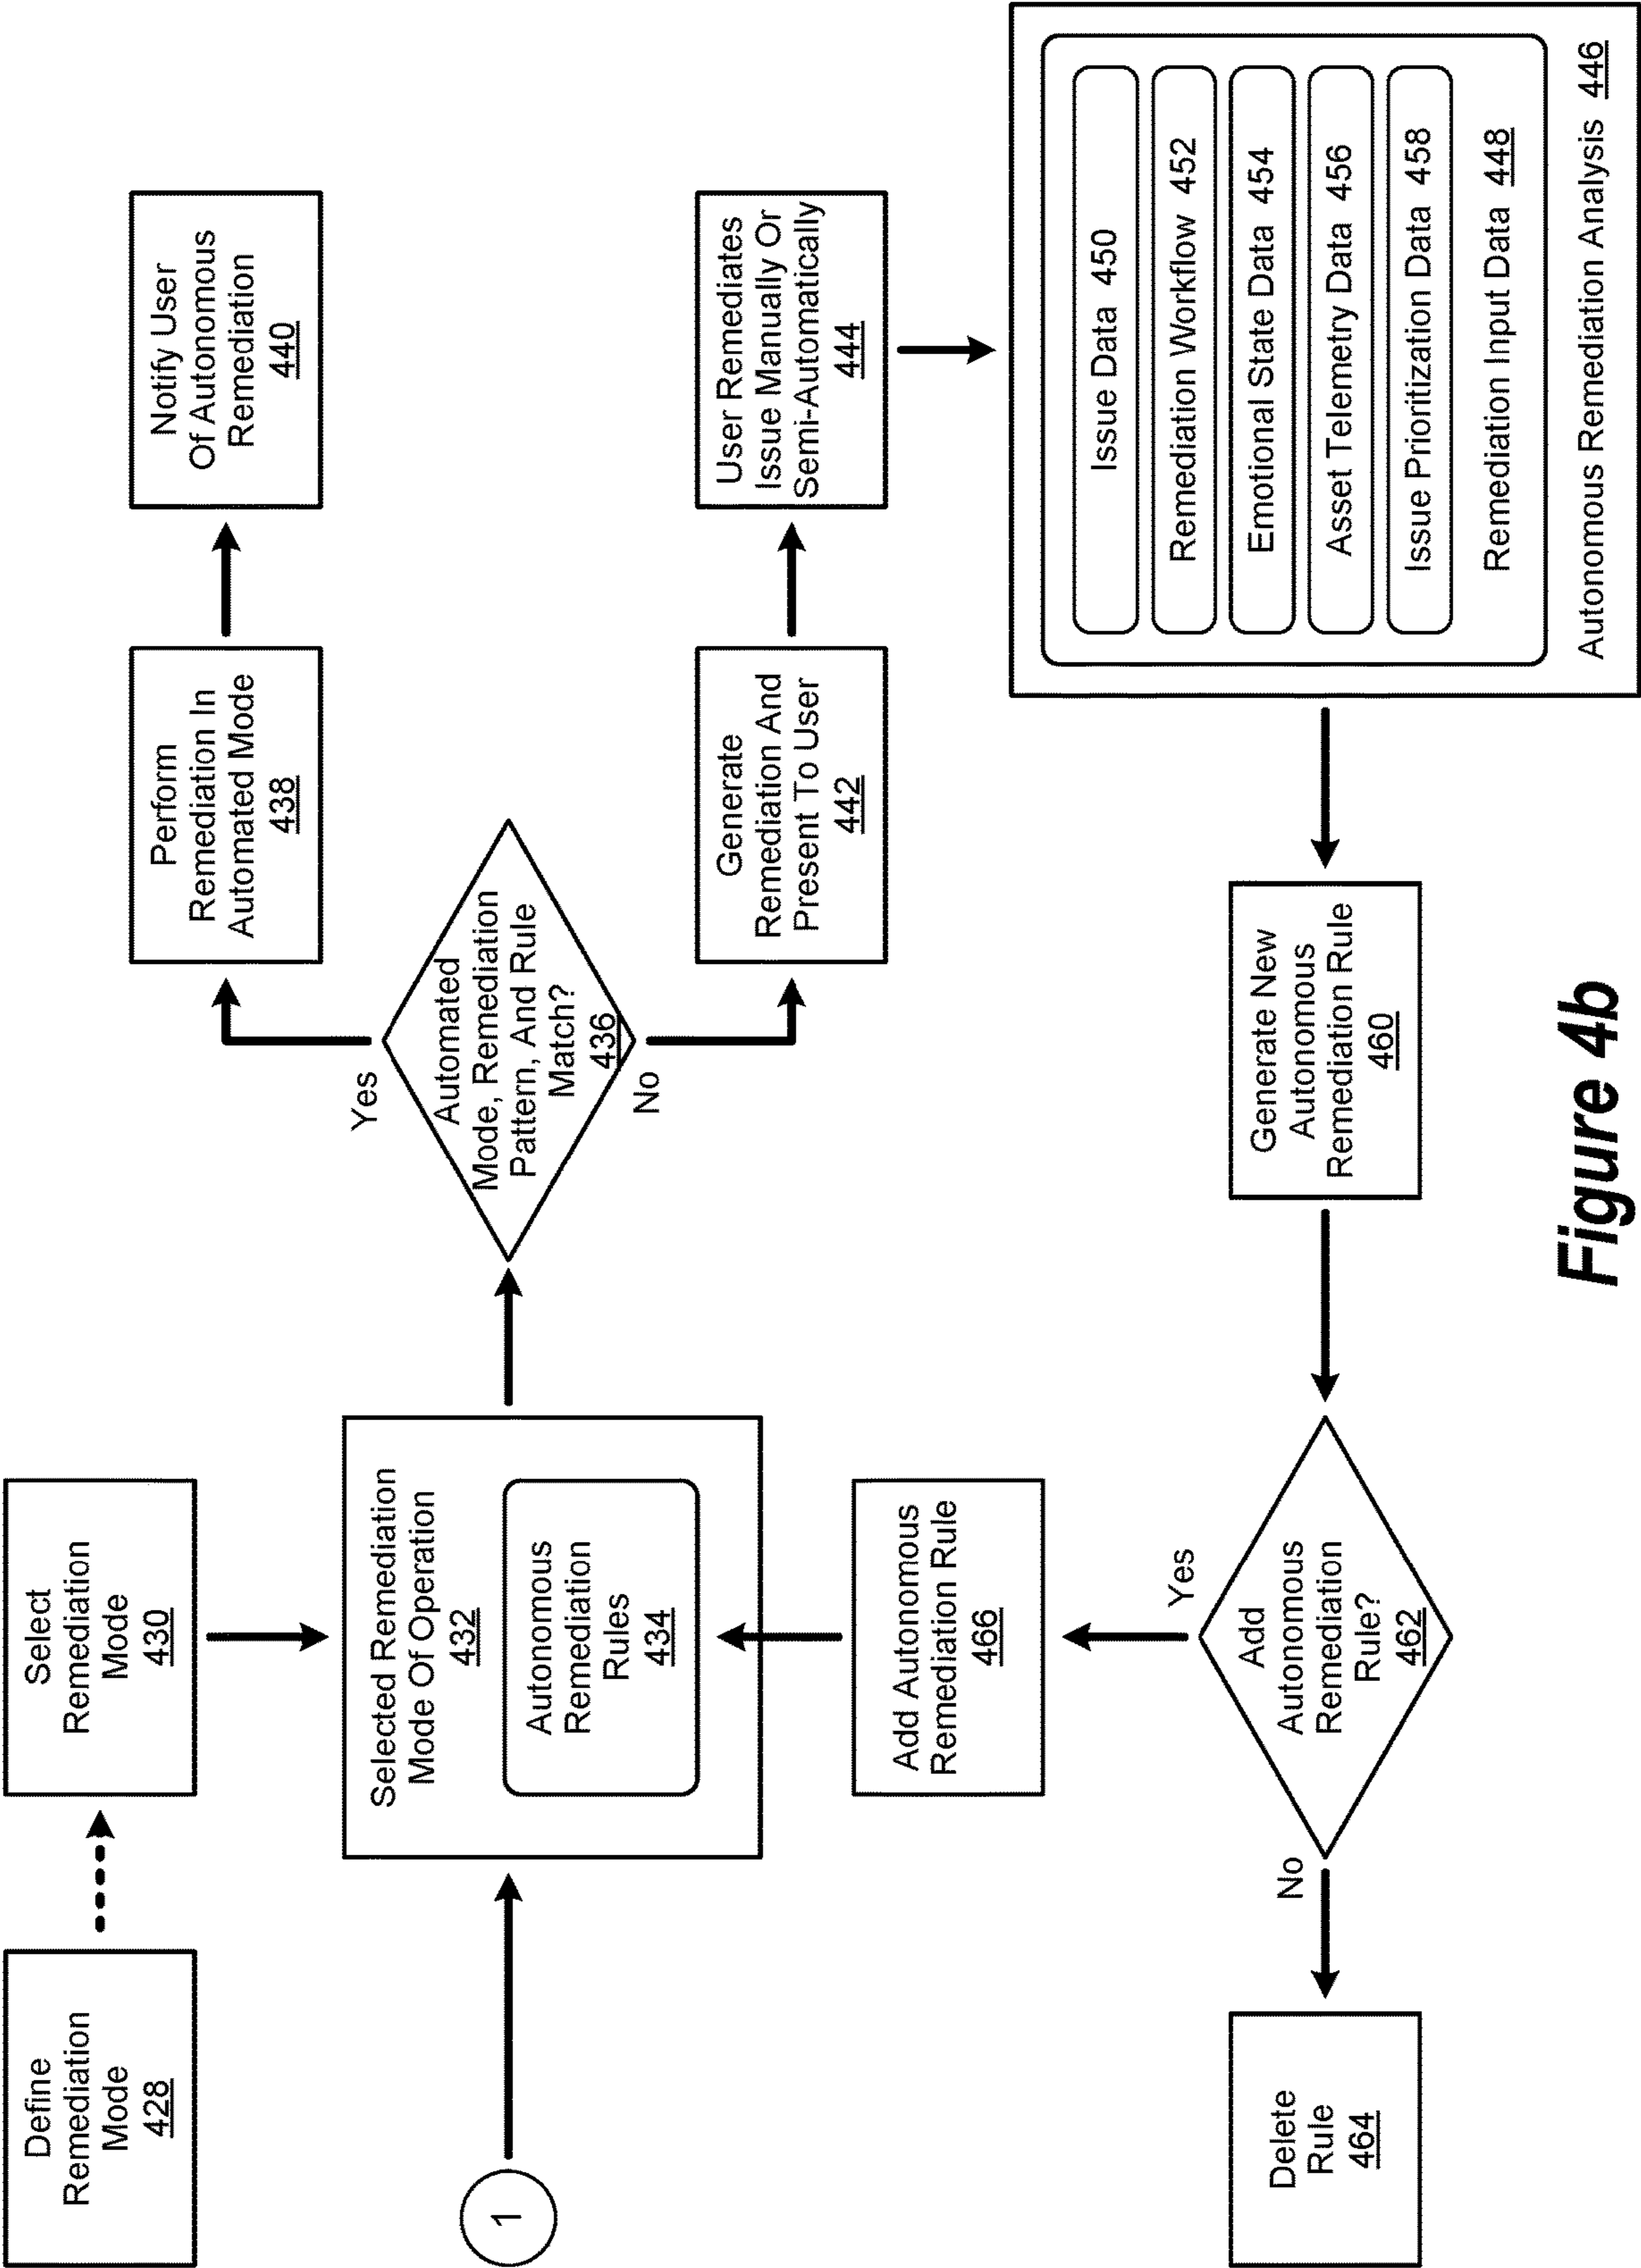 Define
Remediation
Mode
428
Select
Remediation
Mode
430
1
Selected Remediation
Mode Of Operation
432
Autonomous
Remediation
Rules
434
Automated
Mode, Remediation
Pattern, And Rule
Match?
436
Yes
No
Perform
Remediation In
Automated Mode
438
Notify User
Of Autonomous
Remediation
440
Generate
Remediation And
Present To User
442
User Remediates
Issue Manually Or
Semi-Automatically
444
Issue Data 450
Remediation Workflow 452
Emotional State Data 454
Asset Telemetry Data 456
Issue Prioritization Data 458
Remediation Input Data 448
Autonomous Remediation Analysis 446
Generate New
Autonomous
Remediation Rule
460
Add
Autonomous
Remediation
Rule?
462
Yes
No
Add Autonomous
Remediation Rule
466
Delete
Rule
464
Figure 4b